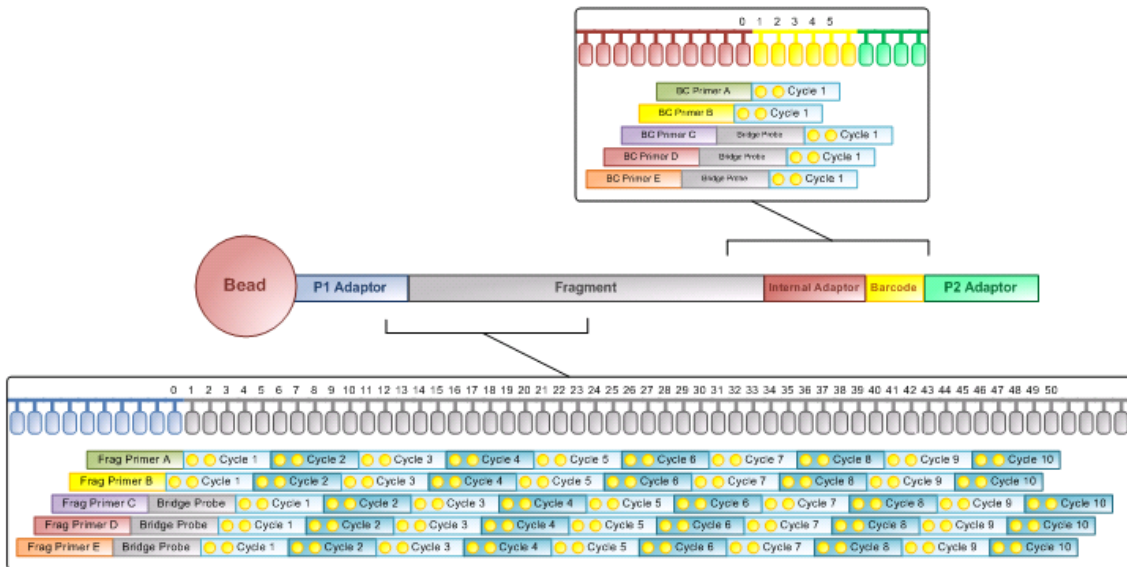 0 1 2 3 4 5
BC Primer A Cycle 1
BC Primer B Cycle 1
BC Primer C Bridge Probe Cycle 1
BC Primer D Bridge Probe Cycle 1
BC Primer E Bridge Probe Cycle 1
Bead P1 Adaptor Fragment Internal Adaptor Barcode P2 Adaptor
0 1 2 3 4 5 6 7 8 9 10 11 12 13 14 15 16 17 18 19 20 21 22 23 24 25 26 27 28 29 30 31 32 33 34 35 36 37 38 39 40 41 42 43 44 45 46 47 48 49 50
Frag Primer A Cycle 1 Cycle 2 Cycle 3 Cycle 4 Cycle 5 Cycle 6 Cycle 7 Cycle 8 Cycle 9 Cycle 10
Frag Primer B Cycle 1 Cycle 2 Cycle 3 Cycle 4 Cycle 5 Cycle 6 Cycle 7 Cycle 8 Cycle 9 Cycle 10
Frag Primer C Bridge Probe Cycle 1 Cycle 2 Cycle 3 Cycle 4 Cycle 5 Cycle 6 Cycle 7 Cycle 8 Cycle 9 Cycle 10
Frag Primer D Bridge Probe Cycle 1 Cycle 2 Cycle 3 Cycle 4 Cycle 5 Cycle 6 Cycle 7 Cycle 8 Cycle 9 Cycle 10
Frag Primer E Bridge Probe Cycle 1 Cycle 2 Cycle 3 Cycle 4 Cycle 5 Cycle 6 Cycle 7 Cycle 8 Cycle 9 Cycle 10